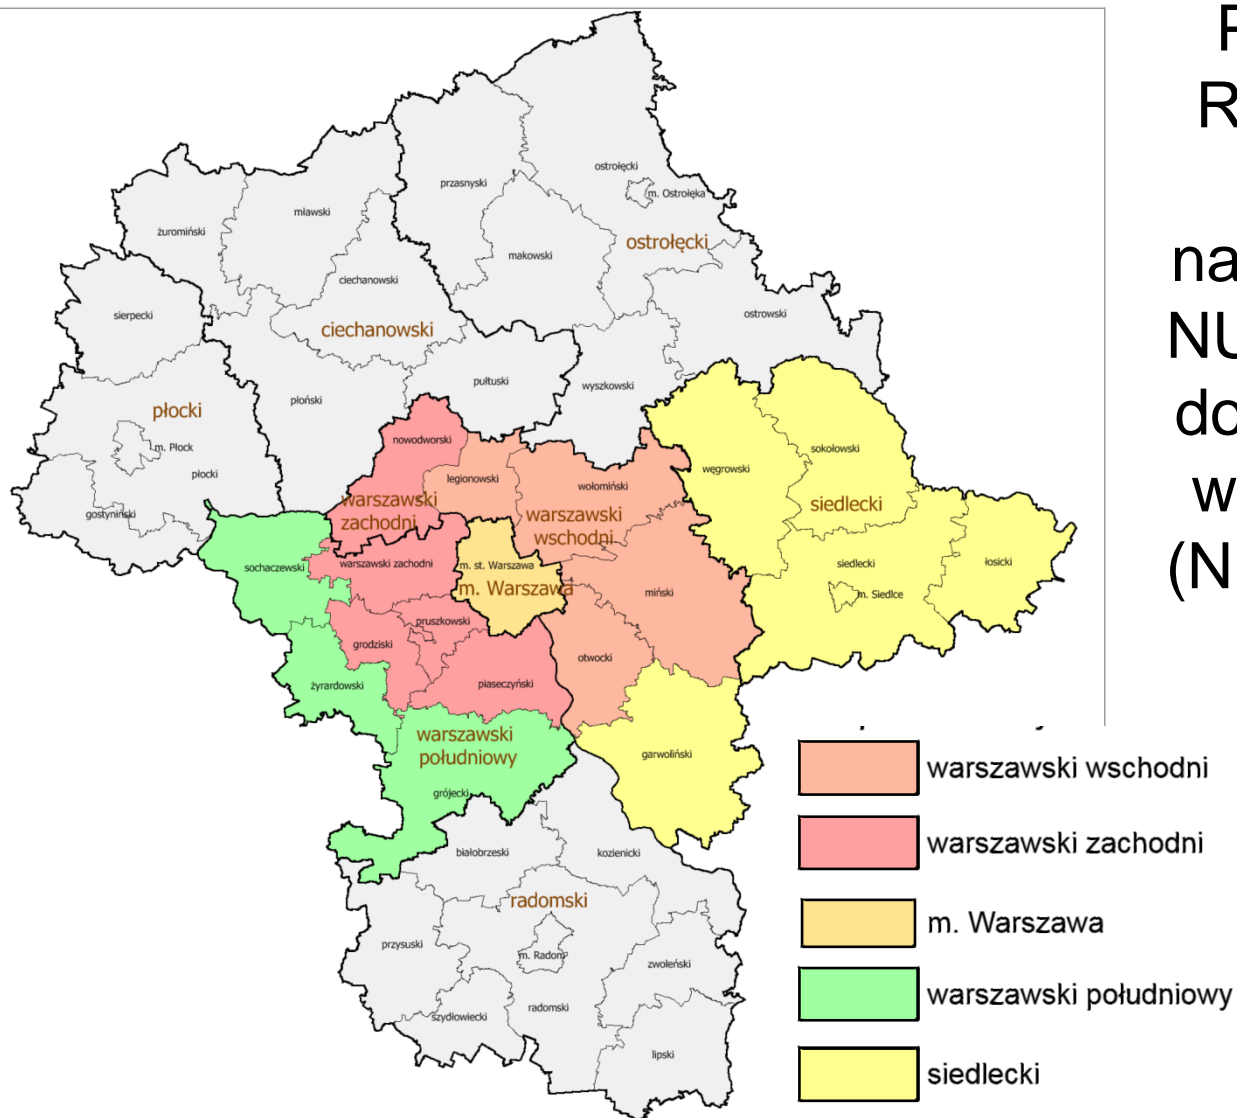 P
R
na
NU
do
w
(N
ostrołęcki
m. Ostrołęka
przasnyski
mławski
żuromiński
ostrołęcki
makowski
ciechanowski
sierpecki
ostrowski
ciechanowski
pułtuski
wyszkowski
płoński
płocki
nowodworski
m. Płock
płocki
sokołowski
węgrowski
legionowski
wołomiński
warszawski
zachodni
siedlecki
gostyniński
warszawski
wschodni
sochaczewski
warszawski zachodni
m. st. Warszawa
siedlecki
łosicki
m. Warszawa
miński
m. Siedlce
pruszkowski
grodziski
otwocki
żyrardowski
piaseczyński
warszawski
południowy
garwoliński
grójecki
białobrzeski
kozienicki
radomski
przysuski
m. Radom
zwoleński
radomski
szydłowiecki
lipski
warszawski wschodni
warszawski zachodni
m. Warszawa
warszawski południowy
siedlecki